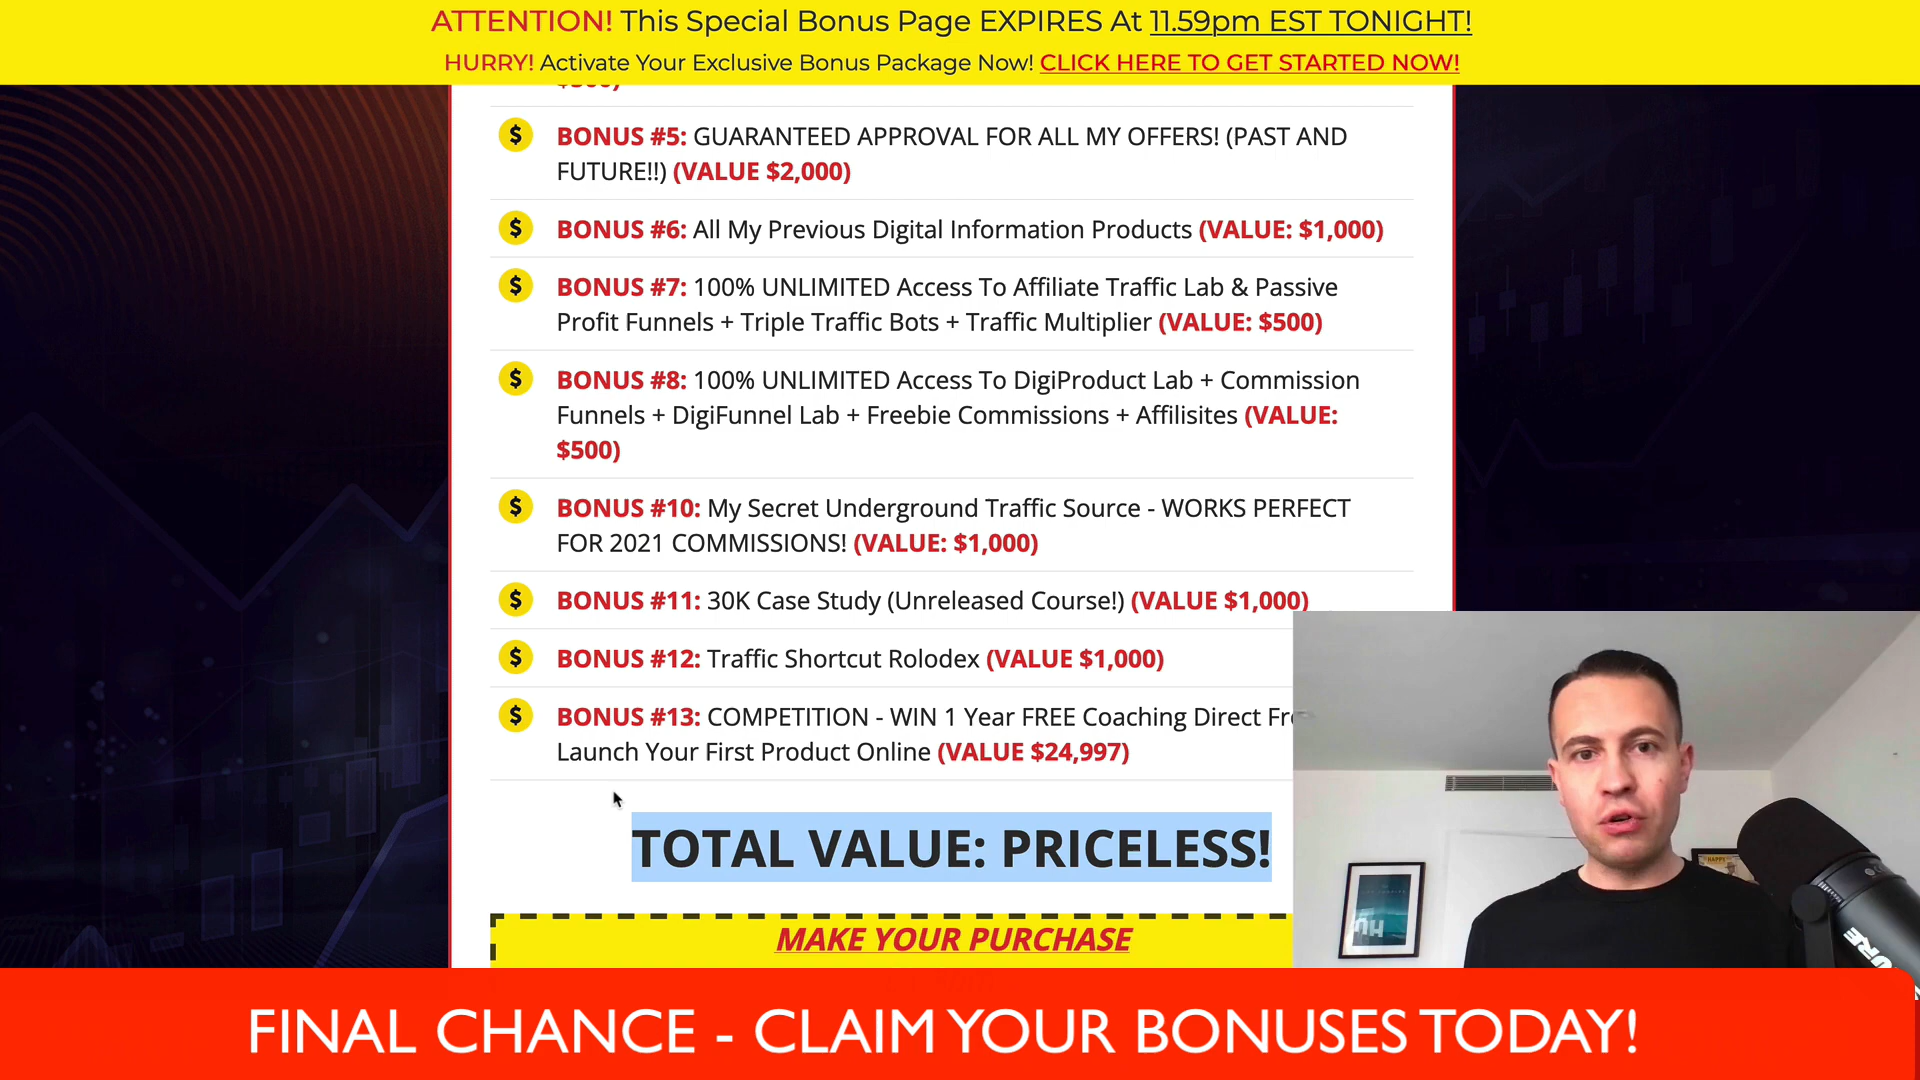 ATTENTION! This Special Bonus Page EXPIRES At 11.59pm EST TONIGHT!
HURRY! Activate Your Exclusive Bonus Package Now! CLICK HERE TO GET STARTED NOW!
BONUS #5: GUARANTEED APPROVAL FOR ALL MY OFFERS! (PAST AND
FUTURE!!) (VALUE $2,000)
BONUS #6: All My Previous Digital Information Products (VALUE: $1,000)
BONUS #7: 100% UNLIMITED Access To Affiliate Traffic Lab & Passive
Profit Funnels + Triple Traffic Bots + Traffic Multiplier (VALUE: $500)
BONUS #8: 100% UNLIMITED Access To DigiProduct Lab + Commission
Funnels + DigiFunnel Lab + Freebie Commissions + Affilisites (VALUE:
$500)
BONUS #10: My Secret Underground Traffic Source - WORKS PERFECT
FOR 2021 COMMISSIONS! (VALUE: $1,000)
BONUS #11: 30K Case Study (Unreleased Course!) (VALUE $1,000)
BONUS #12: Traffic Shortcut Rolodex (VALUE $1,000)
BONUS #13: COMPETITION - WIN 1 Year FREE Coaching Direct
Launch Your First Product Online (VALUE $24,997)
TOTAL VALUE: PRICELESS!
MAKE YOUR PURCHASE
FINAL CHANCE - CLAIM YOUR BONUSES TODAY!